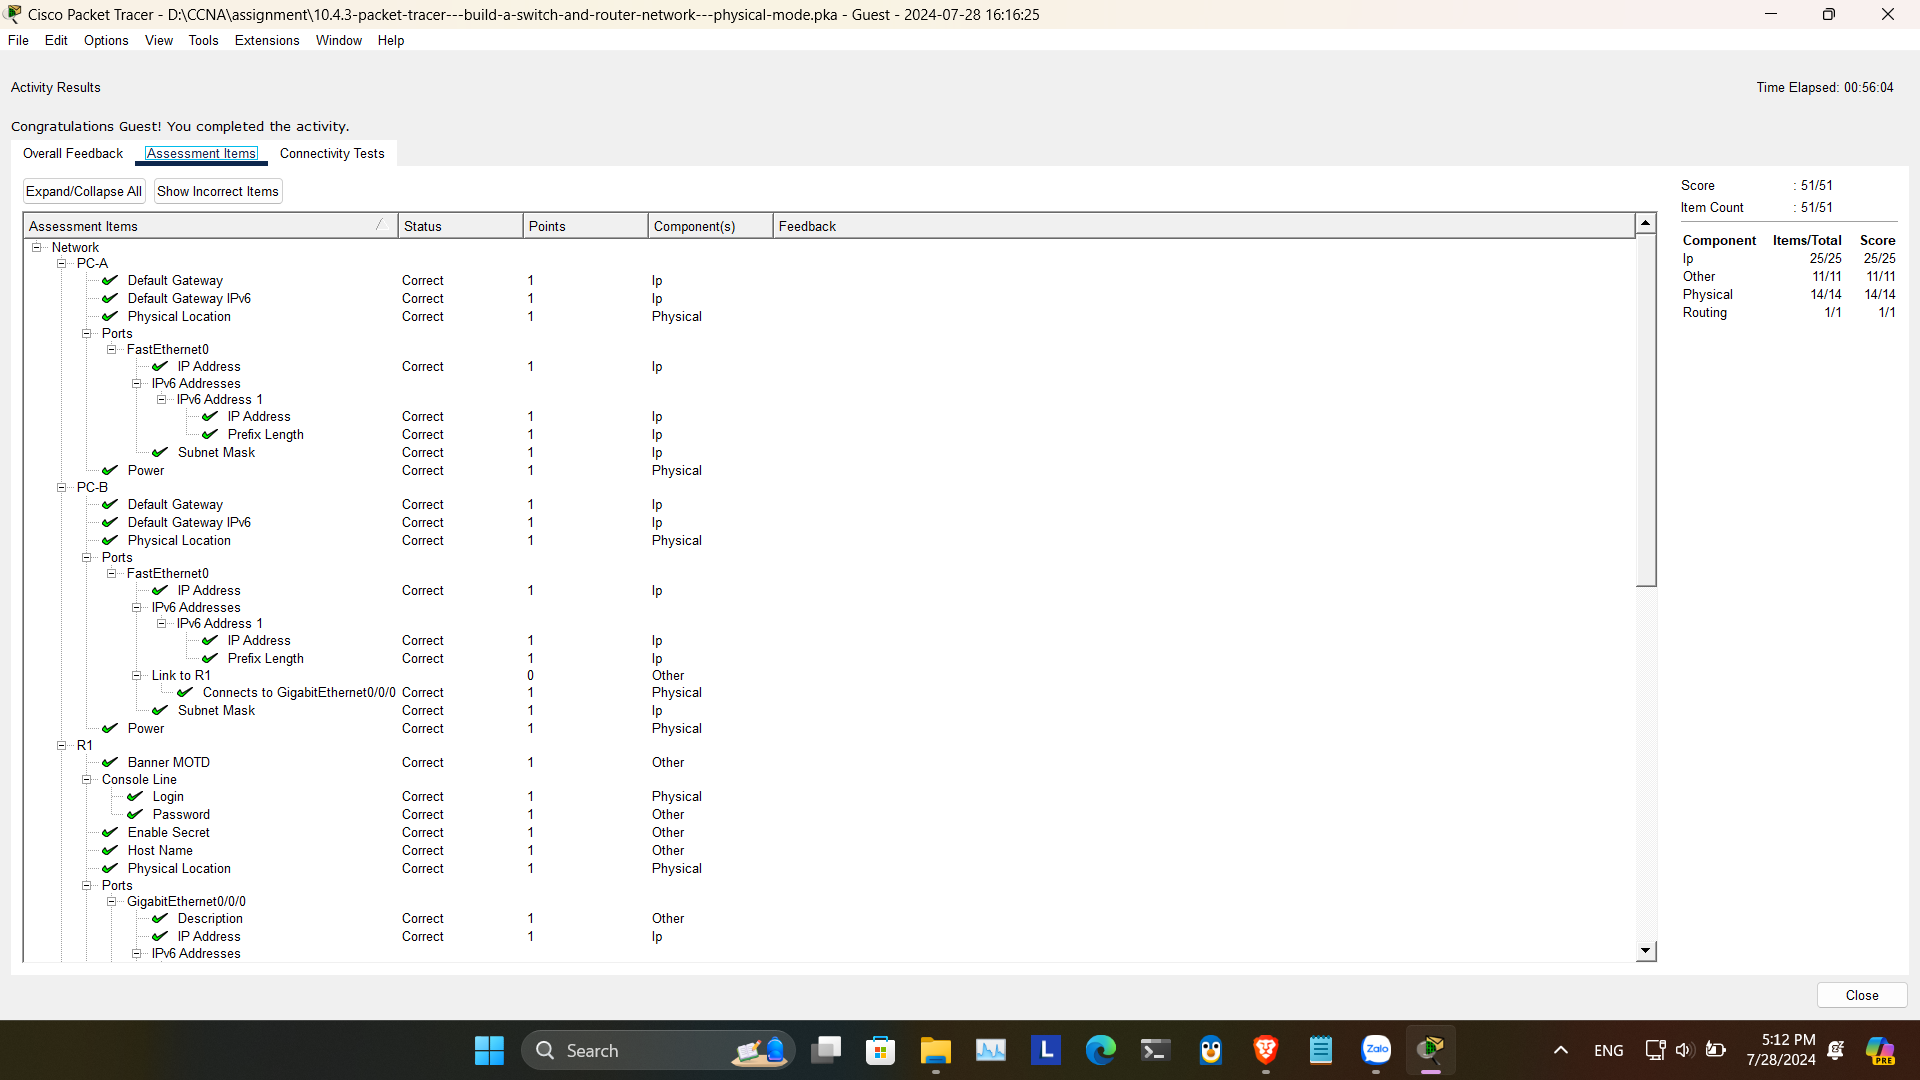 Cisco Packet Tracer - D:\CCNA\assignment\10.4.3-packet-tracer---build-a-switch-and-router-network---physical-mode.pka - Guest - 2024-07-28 16:16:25
File Edit Options View Tools Extensions Window Help
Activity Results Time Elapsed: 00:56:04
Congratulations Guest! You completed the activity.
Overall Feedback Assessment Items Connectivity Tests
Expand/Collapse All Show Incorrect Items
Score : 51/51
Item Count : 51/51
Component Items/Total Score
Ip 25/25 25/25
Other 11/11 11/11
Physical 14/14 14/14
Routing 1/1 1/1
Assessment Items Status Points Component(s) Feedback
Network
PC-A
Default Gateway Correct 1 Ip
Default Gateway IPv6 Correct 1 Ip
Physical Location Correct 1 Physical
Ports
FastEthernet0
IP Address Correct 1 Ip
IPv6 Addresses
IPv6 Address 1
IP Address Correct 1 Ip
Prefix Length Correct 1 Ip
Subnet Mask Correct 1 Ip
Power Correct 1 Physical
PC-B
Default Gateway Correct 1 Ip
Default Gateway IPv6 Correct 1 Ip
Physical Location Correct 1 Physical
Ports
FastEthernet0
IP Address Correct 1 Ip
IPv6 Addresses
IPv6 Address 1
IP Address Correct 1 Ip
Prefix Length Correct 1 Ip
Link to R1 0 Other
Connects to GigabitEthernet0/0/0 Correct 1 Physical
Subnet Mask Correct 1 Ip
Power Correct 1 Physical
R1
Banner MOTD Correct 1 Other
Console Line
Login Correct 1 Physical
Password Correct 1 Other
Enable Secret Correct 1 Other
Host Name Correct 1 Other
Physical Location Correct 1 Physical
Ports
GigabitEthernet0/0/0
Description Correct 1 Other
IP Address Correct 1 Ip
IPv6 Addresses
Close
Search
L
Zalo
ENG
5:12 PM
7/28/2024
PRE